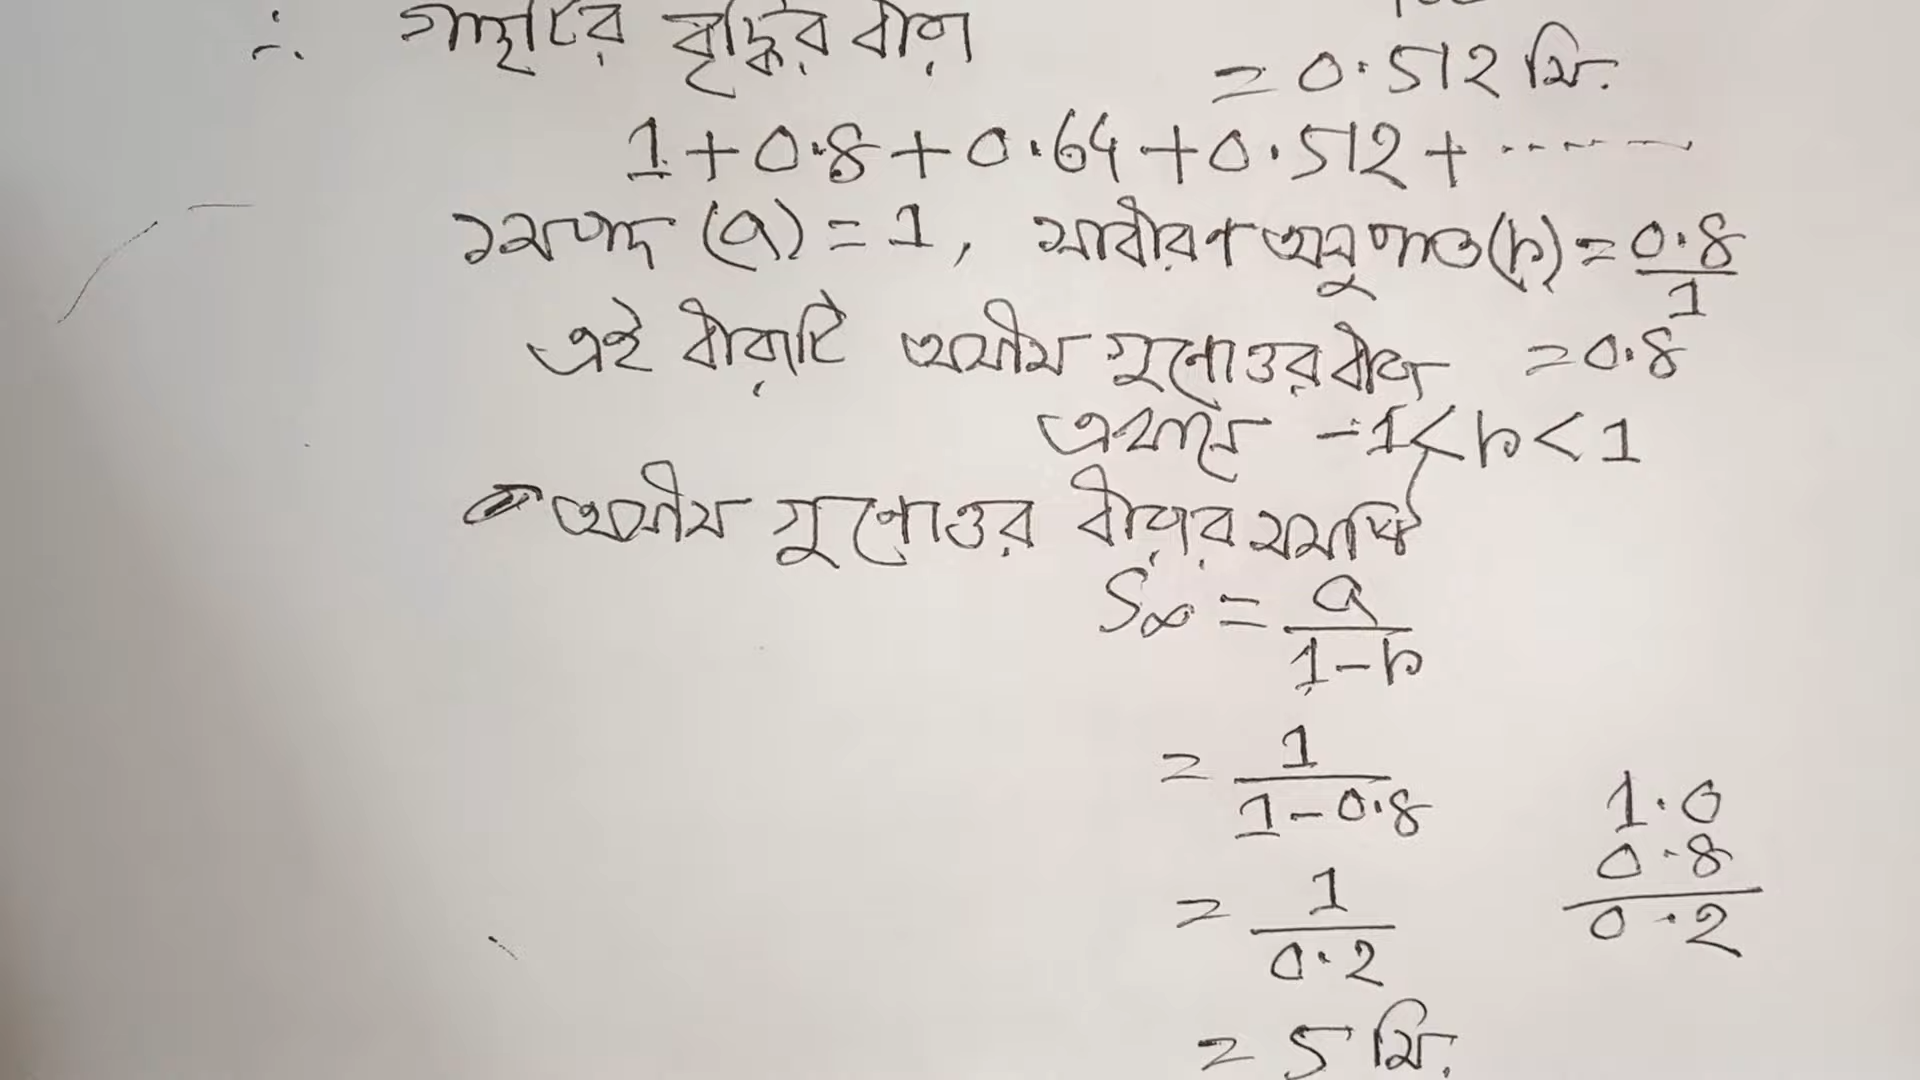 ∴ গাছটির বৃদ্ধির ধারা
= 0.512 মি.
1 + 0.8 + 0.64 + 0.512 + ......
১ম পদ (a) = 1, সাধারণ অনুপাত (r) = 0.8/1
এই ধারাটি অসীম গুনোত্তর ধারা = 0.8
এখানে -1 < r < 1
অসীম গুনোত্তর ধারার সমষ্টি
S∞ = a/(1-r)
= 1/(1-0.8)
1.0
0.8
0.2
= 1/0.2
= 5 মি.